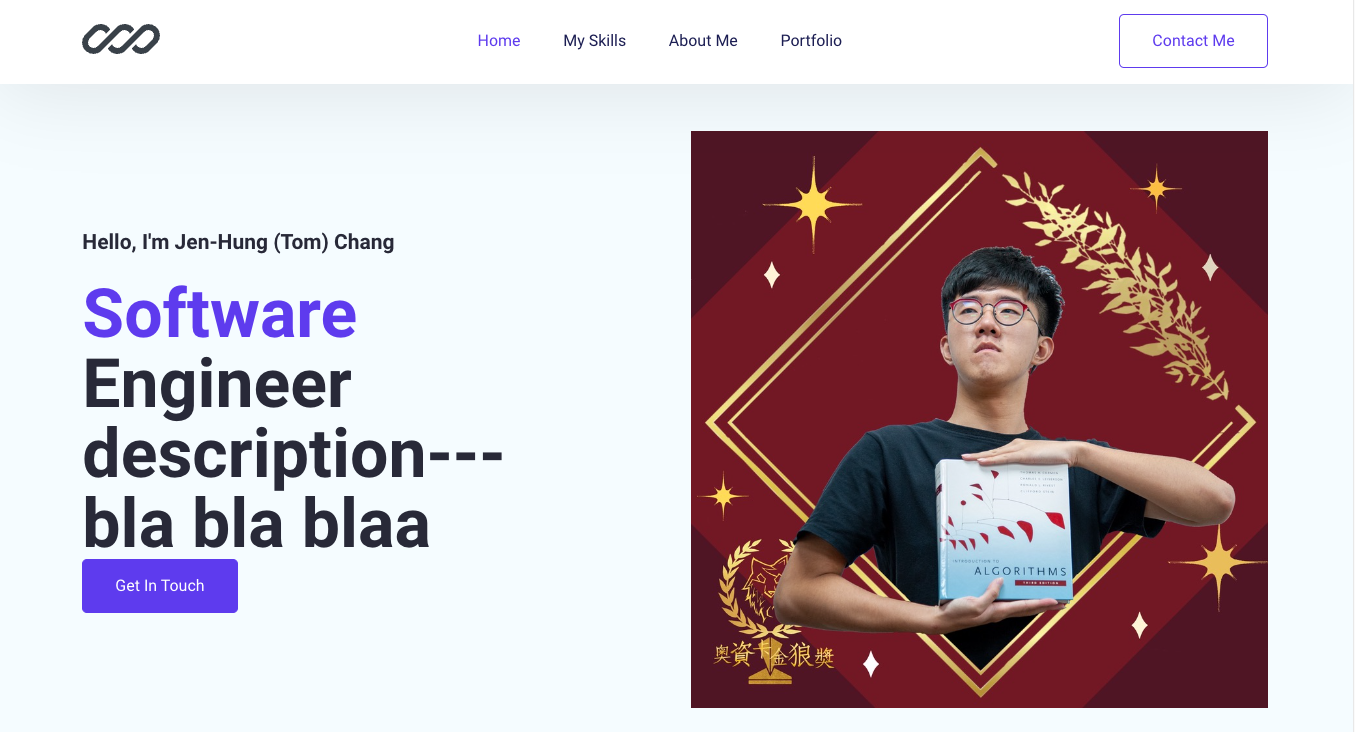 Home
My Skills
About Me
Portfolio
Contact Me
Hello, I'm Jen-Hung (Tom) Chang
Software
Engineer
description---
bla bla blaa
Get In Touch
INTRODUCTION TO
ALGORITHMS
THIRD EDITION
奧資卡金狼獎